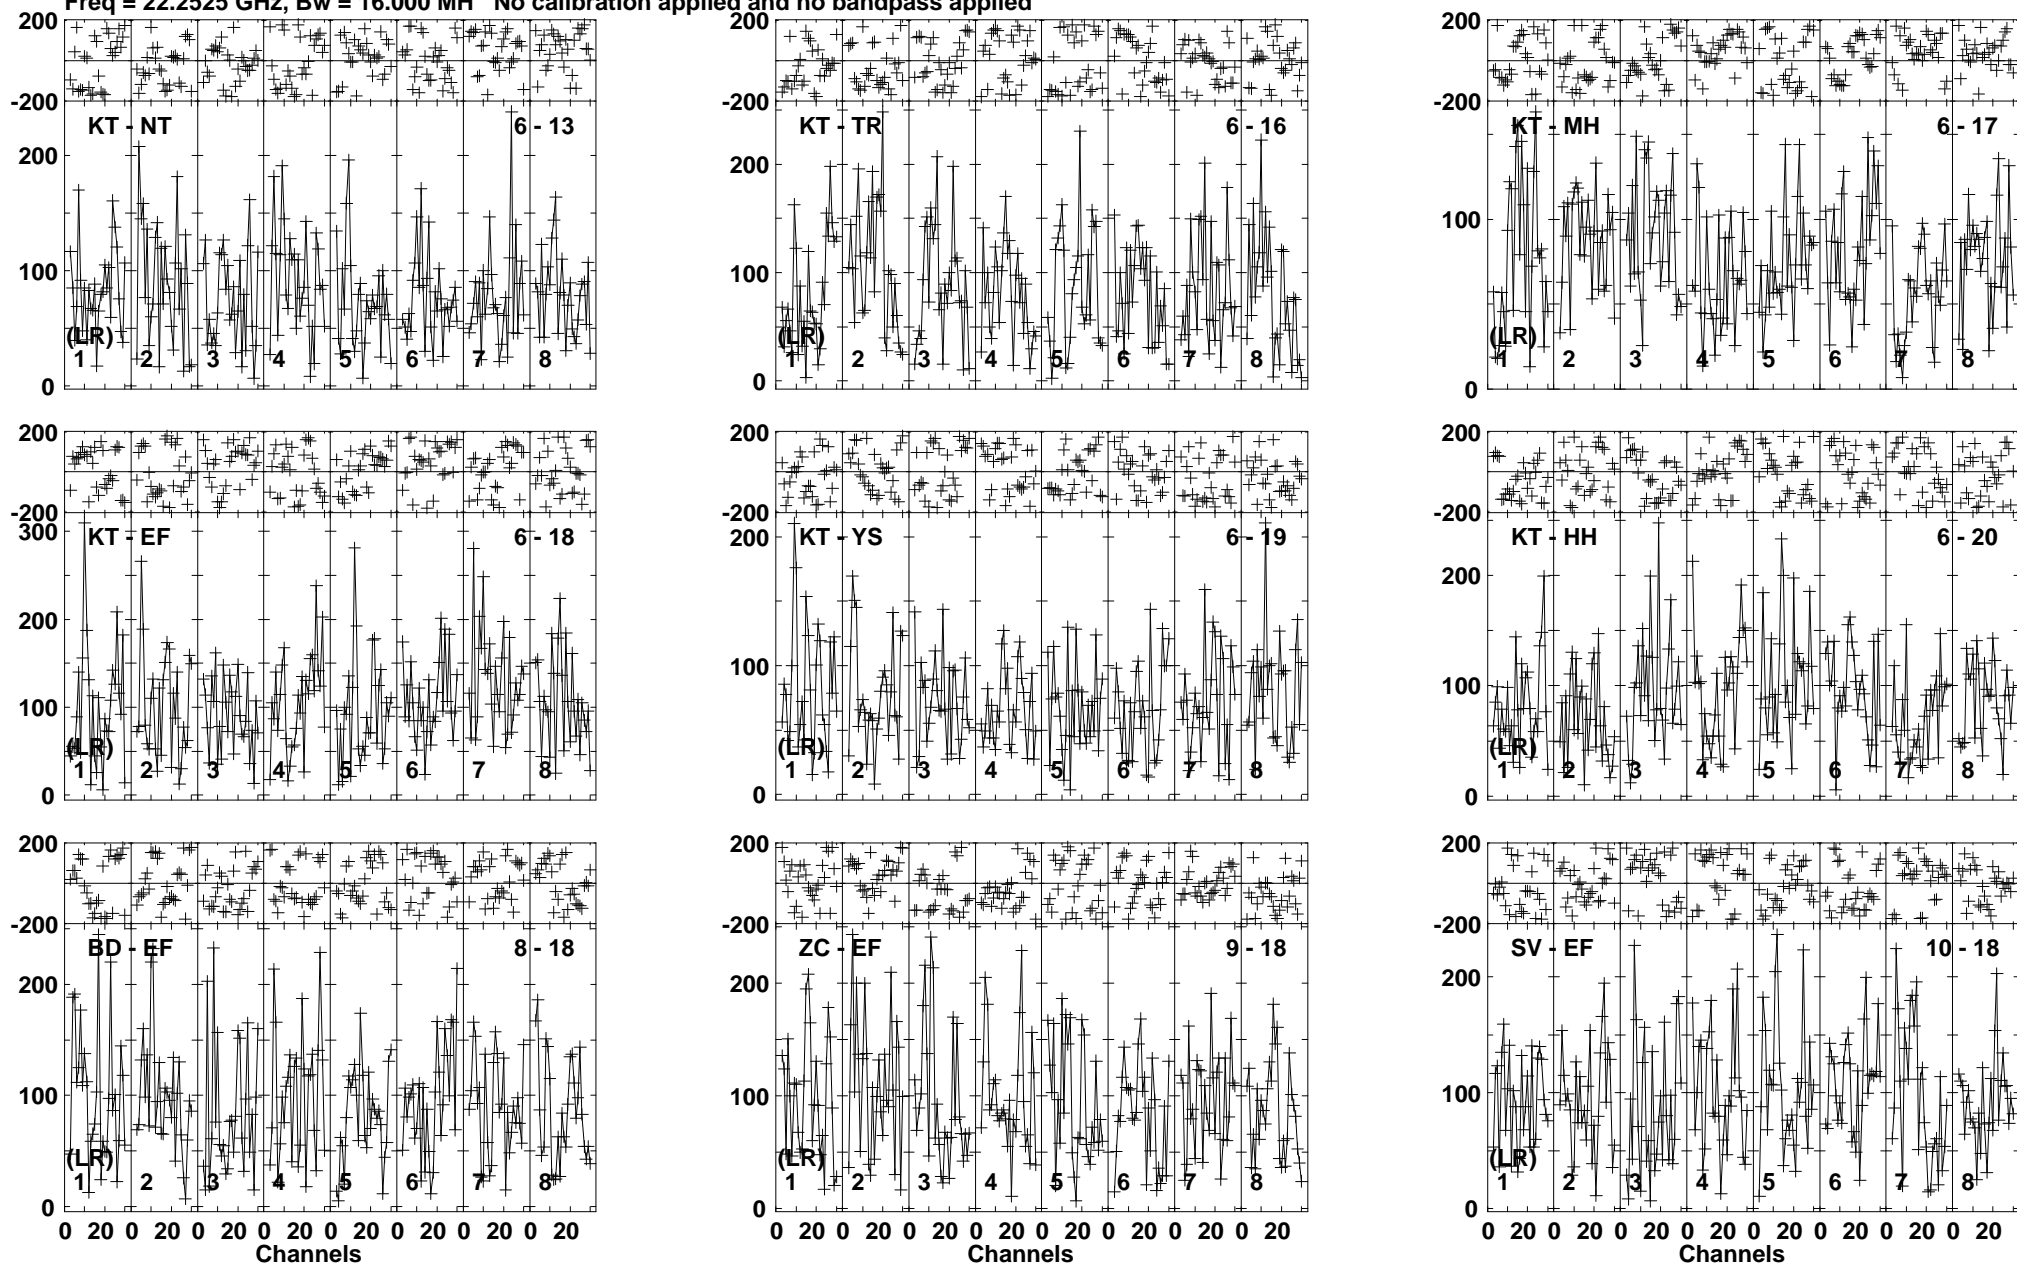 Freq = 22.2525 GHz, Bw = 16.000 MH No calibration applied and no bandpass applied
200 200 200
-200 -200 -200
KT - NT 6 - 13 KT - TR 6 - 16 KT - MH 6 - 17
200 200
100 100 100
(LR) (LR) (LR)
1 2 3 4 5 6 7 8 1 2 3 4 5 6 7 8 1 2 3 4 5 6 7 8
0 0 0
200 200 200
-200 -200 -200
300 KT - EF 6 - 18 200 KT - YS 6 - 19 KT - HH 6 - 20
200 200
100 100 100
(LR) (LR) (LR)
1 2 3 4 5 6 7 8 1 2 3 4 5 6 7 8 1 2 3 4 5 6 7 8
0 0 0
200 200 200
-200 -200 -200
BD - EF 8 - 18 ZC - EF 9 - 18 SV - EF 10 - 18
200 200 200
100 100 100
(LR) (LR) (LR)
1 2 3 4 5 6 7 8 1 2 3 4 5 6 7 8 1 2 3 4 5 6 7 8
0 0 0
0 20 0 20 0 20 0 20 0 20 0 20 0 20 0 20 0 20 0 20 0 20 0 20 0 20 0 20 0 20 0 20 0 20 0 20 0 20 0 20 0 20 0 20 0 20 0 20
Channels Channels Channels